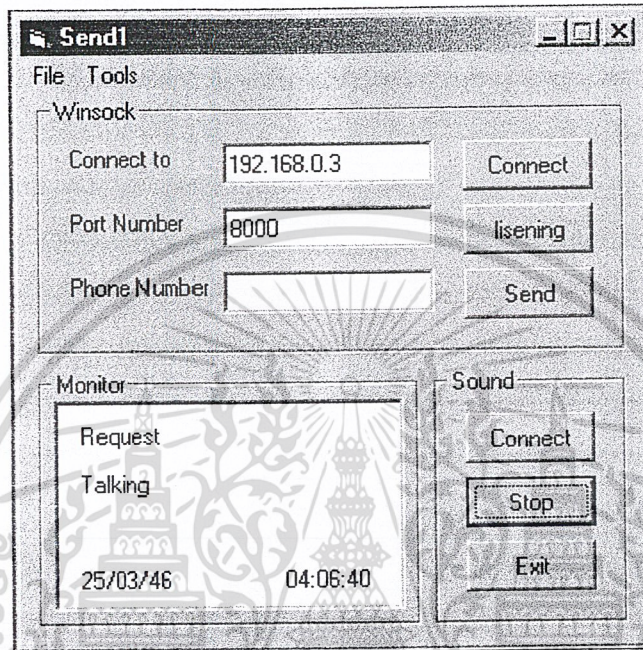 Send1
File Tools
Winsock
Connect to 192.168.0.3 Connect
Port Number 8000 lisening
Phone Number Send
Monitor
Request
Talking
25/03/46 04:06:40
Sound
Connect
Stop
Exit